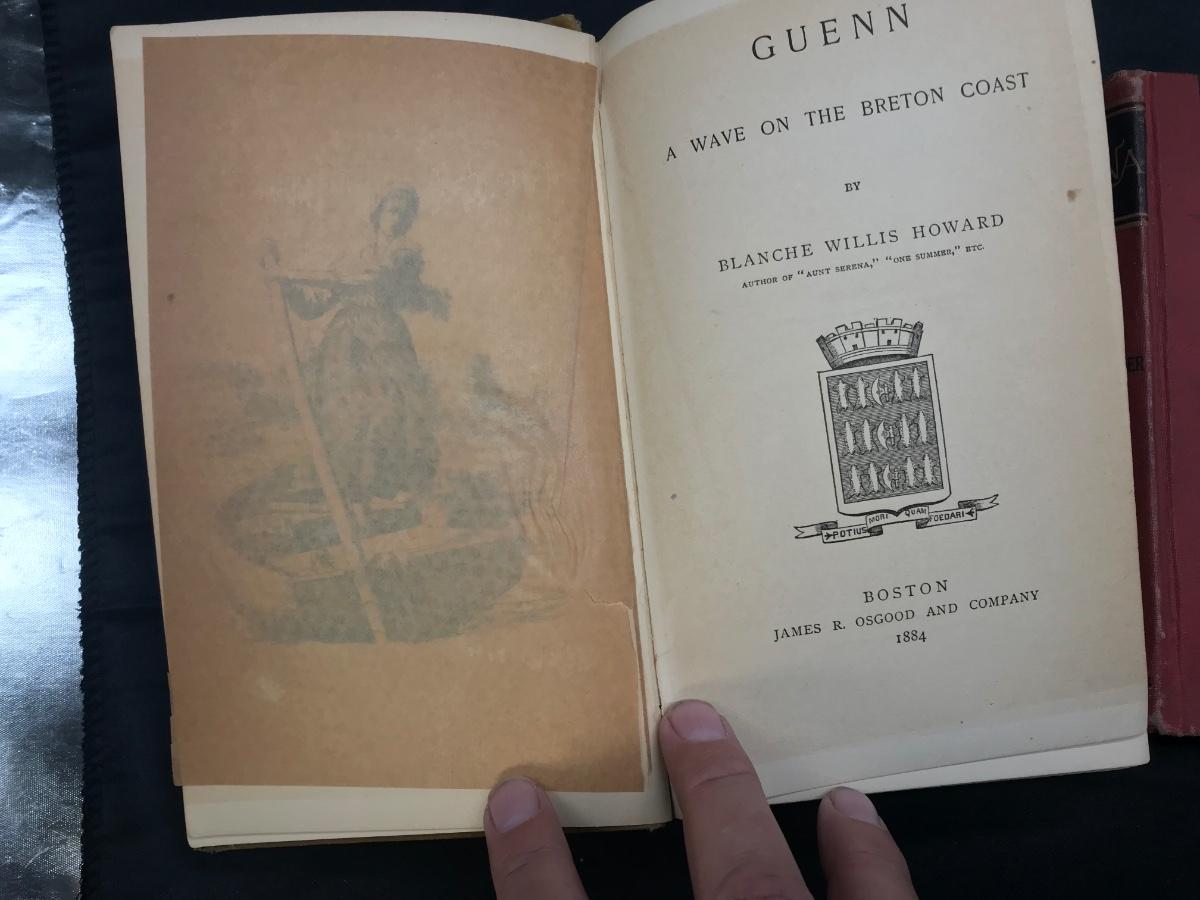 GUENN
A WAVE ON THE BRETON COAST
BY
BLANCHE WILLIS HOWARD
AUTHOR OF "AUNT SERENA," "ONE SUMMER," ETC.
POTIUS MORI QUAM FOEDARI
BOSTON
JAMES R. OSGOOD AND COMPANY
1884